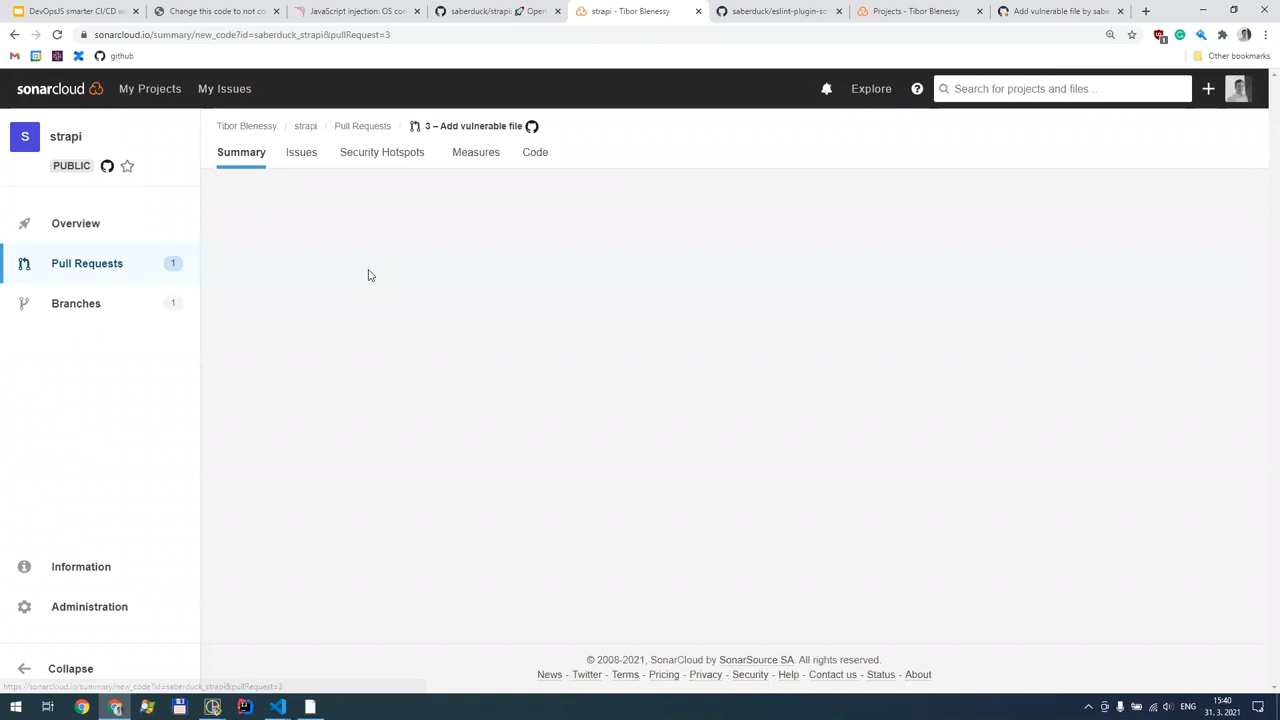 DevOpsJS smarter CI/CD w
Change this code to not co
JavaScript injection: OS con
saberduck/strapi:
Open
strapi - Tibor Blenessy
saberduck/eslint-plugin-so
Projects - Tibor Blenessy
Add vulnerable file by sabe
sonarcloud.io/summary/new_code?id=saberduck_strapi&pullRequest=3
github
Other bookmarks
sonarcloud
My Projects
My Issues
Explore
Search for projects and files...
S
strapi
PUBLIC
Tibor Blenessy / strapi / Pull Requests / 3 – Add vulnerable file
Summary
Issues
Security Hotspots
Measures
Code
Overview
Pull Requests
1
Branches
1
Information
Administration
Collapse
© 2008-2021, SonarCloud by SonarSource SA. All rights reserved.
News - Twitter - Terms - Pricing - Privacy - Security - Help - Contact us - Status - About
https://sonarcloud.io/summary/new_code?id=saberduck_strapi&pullRequest=3
ENG
15:40
31. 3. 2021